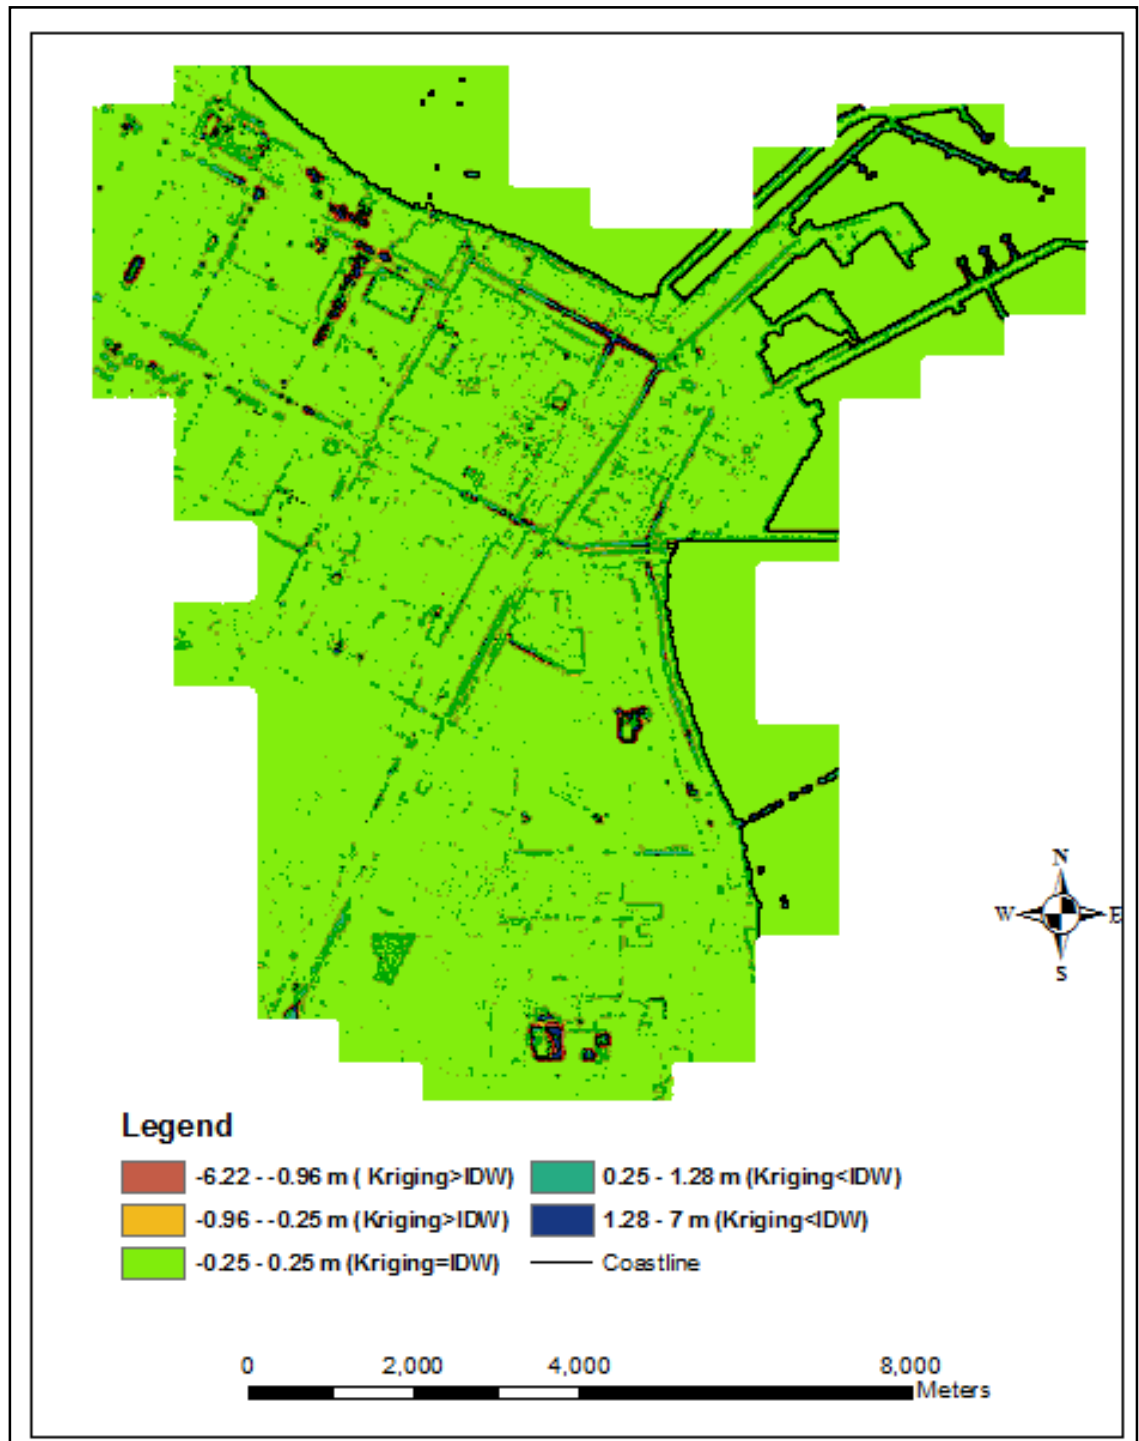 N
W E
S
Legend
-6.22 - -0.96 m ( Kriging>IDW)
0.25 - 1.28 m (Kriging<IDW)
-0.96 - -0.25 m (Kriging>IDW)
1.28 - 7 m (Kriging<IDW)
-0.25 - 0.25 m (Kriging=IDW)
Coastline
0 2,000 4,000 8,000
Meters